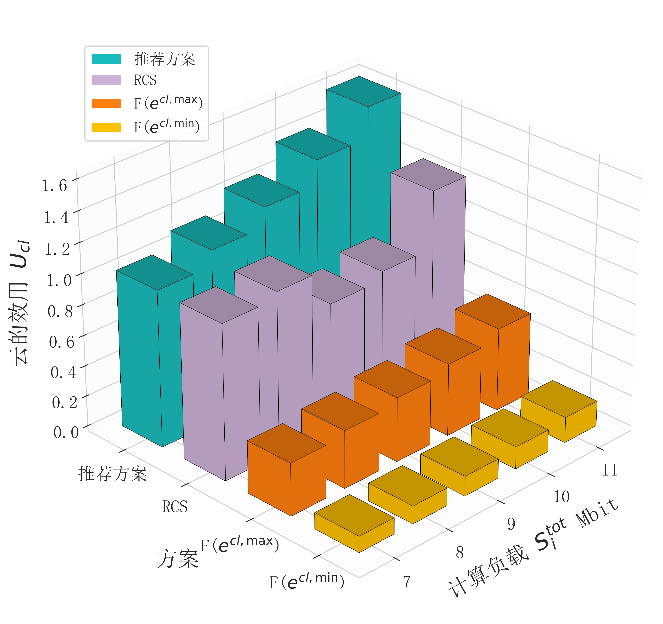 推荐方案
RCS
F(e^{cl,max})
F(e^{cl,min})
云的效用 U_{cl}
1.6
1.4
1.2
1.0
0.8
0.6
0.4
0.2
0.0
推荐方案
RCS
F(e^{cl,max})
F(e^{cl,min})
方案
7
8
9
10
11
计算负载 S_i^{tot} Mbit